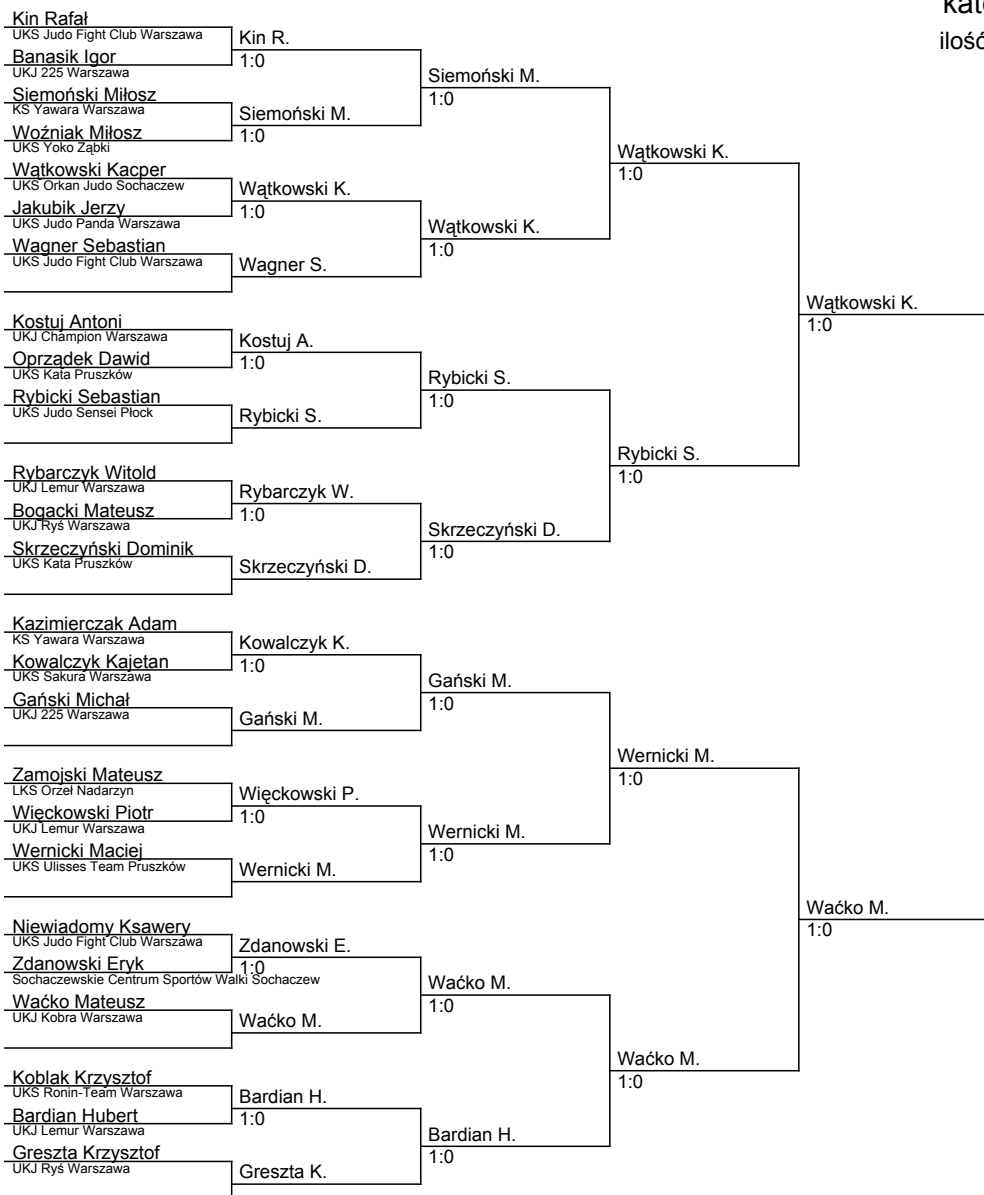 kat
ilość
Kin Rafał
UKS Judo Fight Club Warszawa
Banasik Igor
UKJ 225 Warszawa
Siemoński Miłosz
KS Yawara Warszawa
Woźniak Miłosz
UKS Yoko Ząbki
Wątkowski Kacper
UKS Orkan Judo Sochaczew
Jakubik Jerzy
UKS Judo Panda Warszawa
Wagner Sebastian
UKS Judo Fight Club Warszawa
Kostuj Antoni
UKJ Champion Warszawa
Oprządek Dawid
UKS Kata Pruszków
Rybicki Sebastian
UKS Judo Sensei Płock
Rybarczyk Witold
UKJ Lemur Warszawa
Bogacki Mateusz
UKJ Ryś Warszawa
Skrzeczyński Dominik
UKS Kata Pruszków
Kazimierczak Adam
KS Yawara Warszawa
Kowalczyk Kajetan
UKS Sakura Warszawa
Gański Michał
UKJ 225 Warszawa
Zamojski Mateusz
LKS Orzeł Nadarzyn
Więckowski Piotr
UKJ Lemur Warszawa
Wernicki Maciej
UKS Ulisses Team Pruszków
Niewiadomy Ksawery
UKS Judo Fight Club Warszawa
Zdanowski Eryk
Sochaczewskie Centrum Sportów Walki Sochaczew
Waćko Mateusz
UKJ Kobra Warszawa
Koblak Krzysztof
UKS Ronin-Team Warszawa
Bardian Hubert
UKJ Lemur Warszawa
Greszta Krzysztof
UKJ Ryś Warszawa
Kin R.
1:0
Siemoński M.
1:0
Wątkowski K.
1:0
Wagner S.
Kostuj A.
1:0
Rybicki S.
Rybarczyk W.
1:0
Skrzeczyński D.
Kowalczyk K.
1:0
Gański M.
Więckowski P.
1:0
Wernicki M.
Zdanowski E.
1:0
Waćko M.
Bardian H.
1:0
Greszta K.
Siemoński M.
1:0
Wątkowski K.
1:0
Rybicki S.
1:0
Skrzeczyński D.
1:0
Gański M.
1:0
Wernicki M.
1:0
Waćko M.
1:0
Bardian H.
1:0
Wątkowski K.
1:0
Rybicki S.
1:0
Wernicki M.
1:0
Waćko M.
1:0
Wątkowski K.
1:0
Waćko M.
1:0